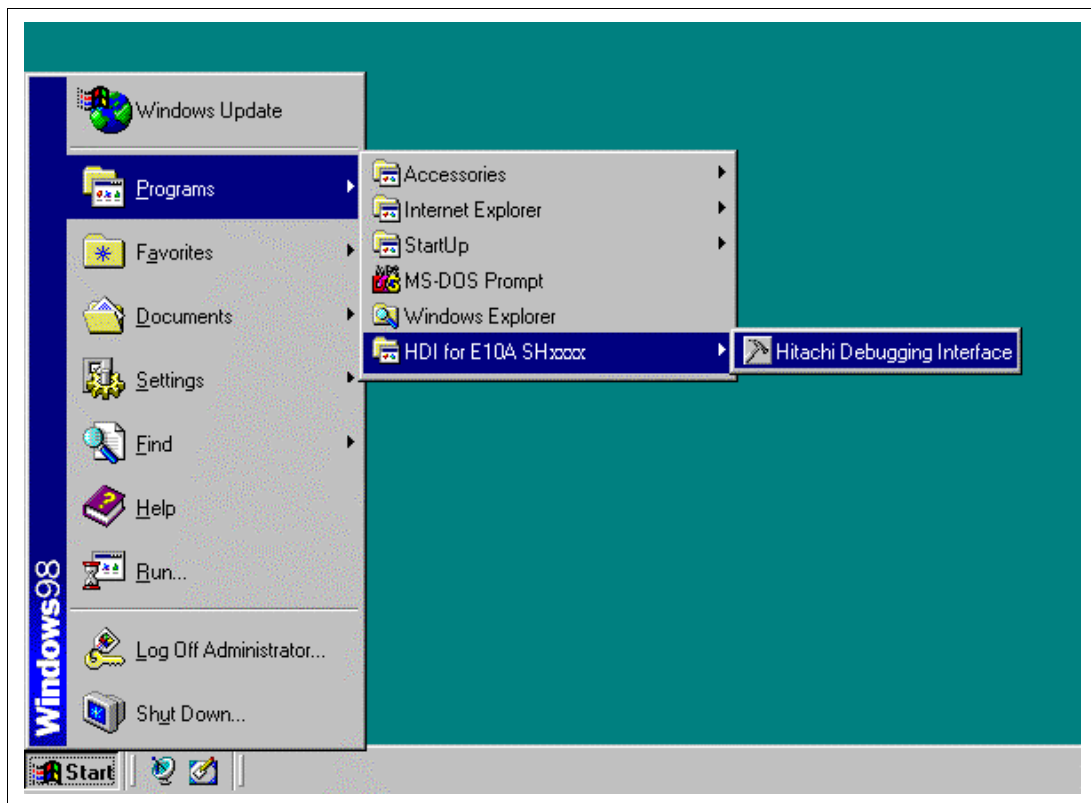 Windows Update
Programs
Favorites
Documents
Settings
Find
Help
Run...
Log Off Administrator...
Shut Down...
Windows98
Accessories
Internet Explorer
StartUp
MS-DOS Prompt
Windows Explorer
HDI for E10A SHxxxx
Hitachi Debugging Interface
Start